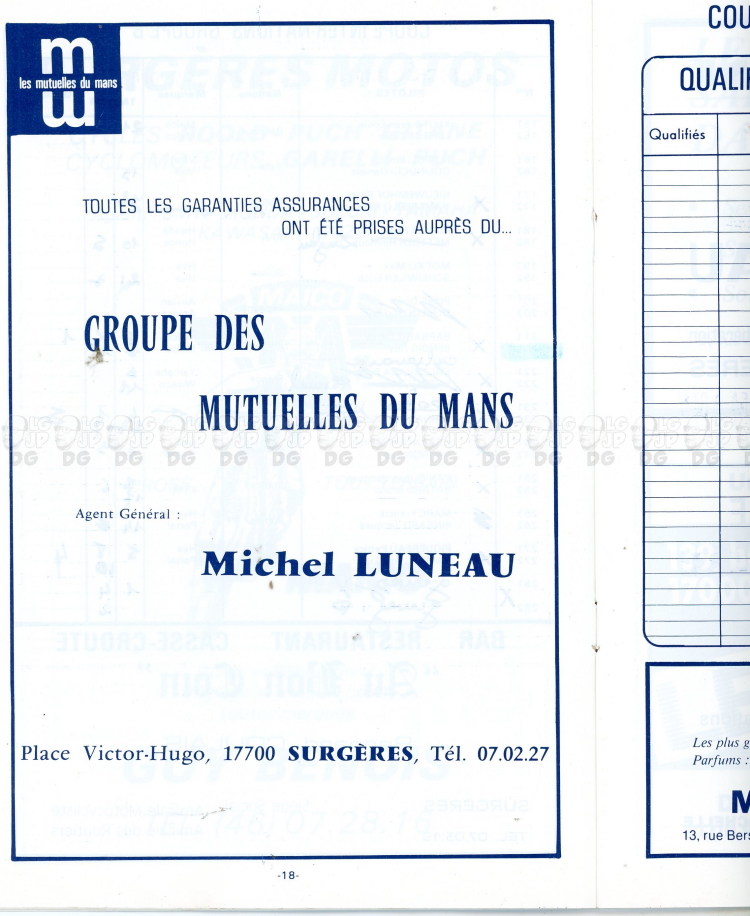 les mutuelles du mans
TOUTES LES GARANTIES ASSURANCES
ONT ÉTÉ PRISES AUPRÈS DU...
GROUPE DES
MUTUELLES DU MANS
Agent Général :
Michel LUNEAU
Place Victor-Hugo, 17700 SURGÈRES, Tél. 07.02.27
-18-
COU
QUALIF
Qualifiés
Les plus g
Parfums :
M
13, rue Bers